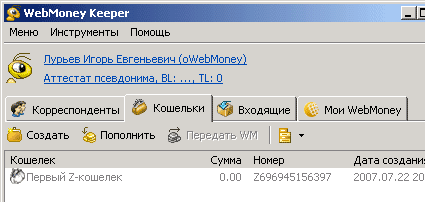 WebMoney Keeper
Меню Инструменты Помощь
Лурьев Игорь Евгеньевич (oWebMoney)
Аттестат псевдонима, BL: ..., TL: 0
Корреспонденты Кошельки Входящие Мои WebMoney
Создать Пополнить Передать WM
Кошелек Сумма Номер Дата создания
Первый Z-кошелек 0.00 Z696945156397 2007.07.22 20